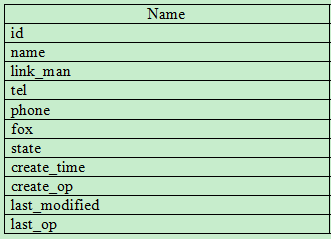 Name
id
name
link_man
tel
phone
fox
state
create_time
create_op
last_modified
last_op